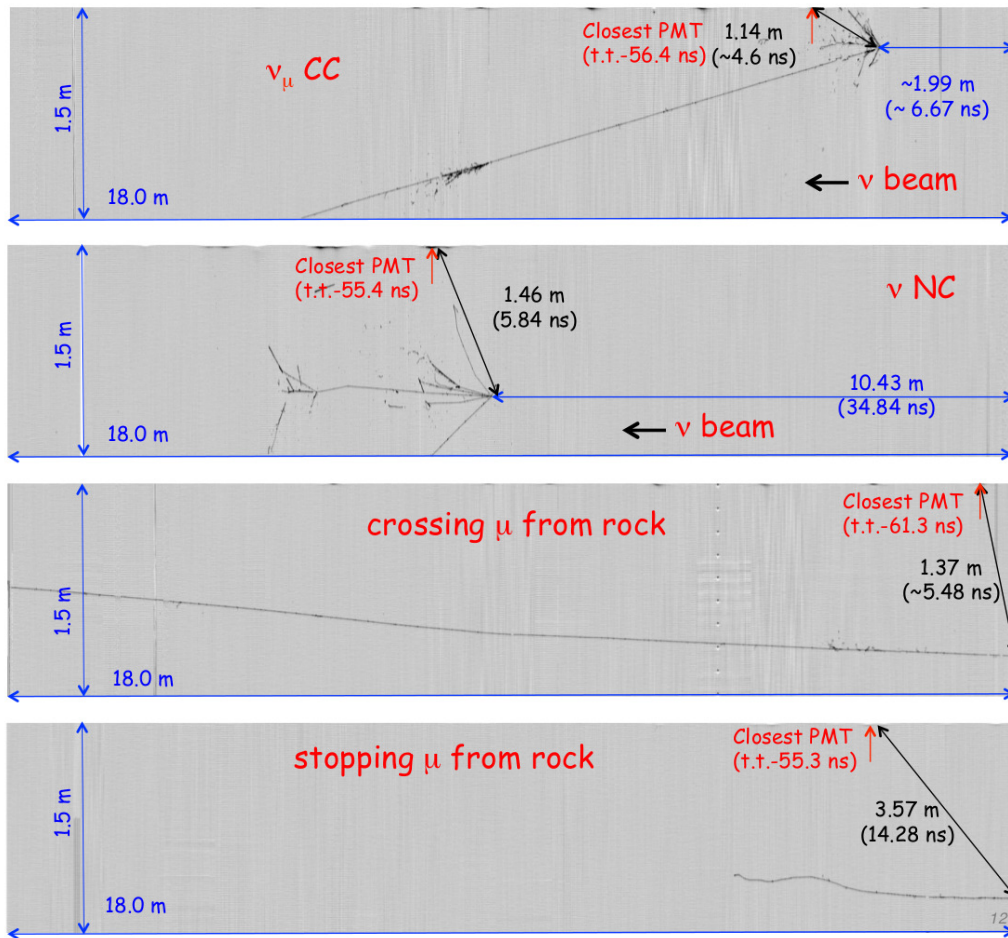 Closest PMT 1.14 m
(t.t.-56.4 ns) (~4.6 ns)
ν<sub>μ</sub> CC
~1.99 m
(~ 6.67 ns)
1.5 m
18.0 m
← ν beam
Closest PMT
(t.t.-55.4 ns)
ν NC
1.46 m
(5.84 ns)
1.5 m
10.43 m
(34.84 ns)
18.0 m
← ν beam
Closest PMT
(t.t.-61.3 ns)
crossing μ from rock
1.37 m
(~5.48 ns)
1.5 m
18.0 m
Closest PMT
(t.t.-55.3 ns)
stopping μ from rock
1.5 m
3.57 m
(14.28 ns)
18.0 m
12